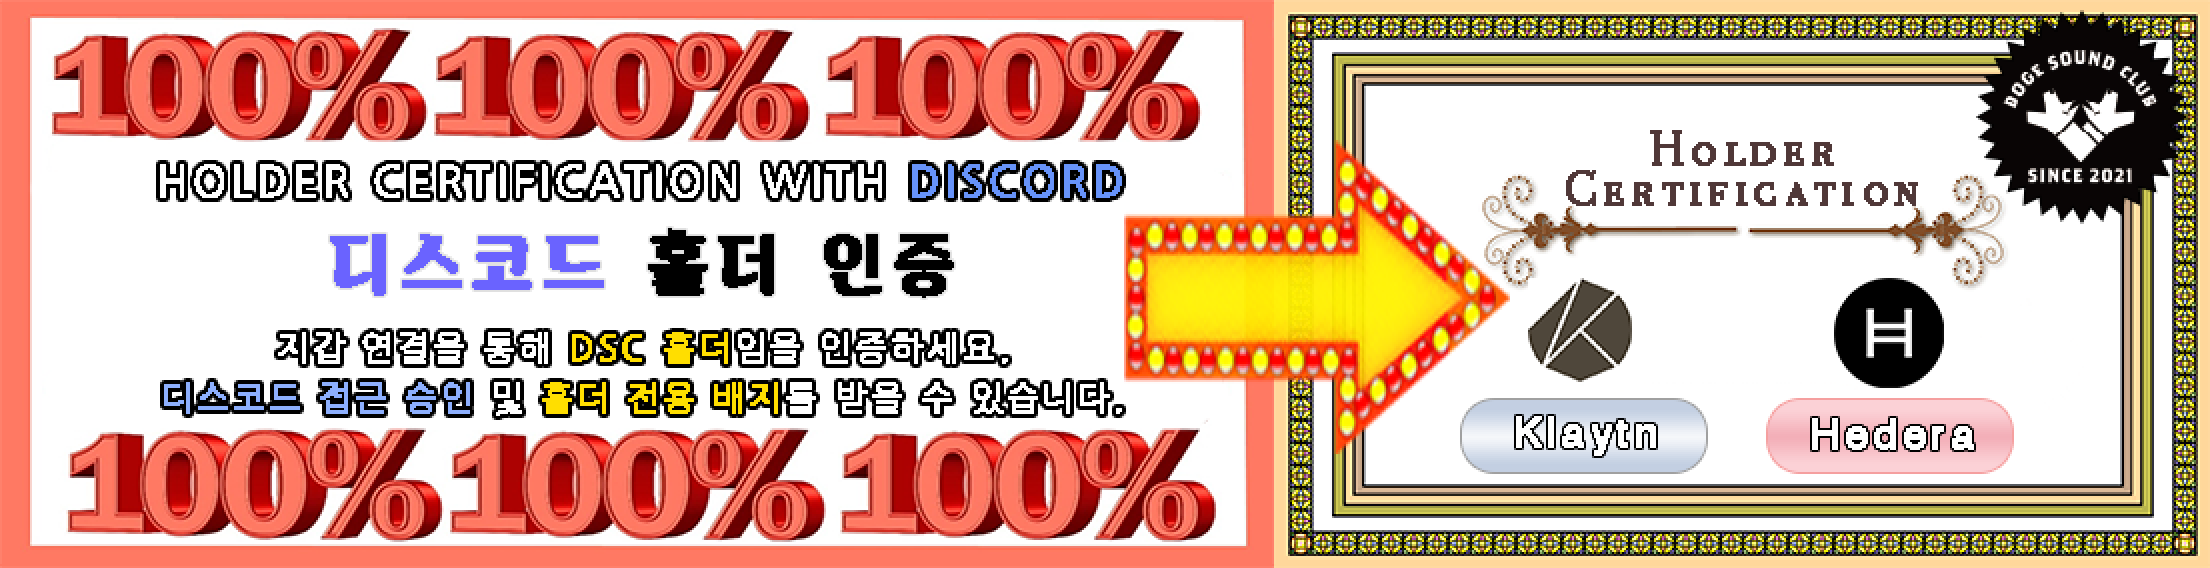 100% 100% 100%
HOLDER CERTIFICATION WITH DISCORD
디스코드 홀더 인증
지갑 연결을 통해 DSC 홀더임을 인증하세요.
디스코드 접근 승인 및 홀더 전용 배지를 받을 수 있습니다.
100% 100% 100%
DOGE SOUND CLUB
SINCE 2021
HOLDER
CERTIFICATION
Klaytn
Hedera